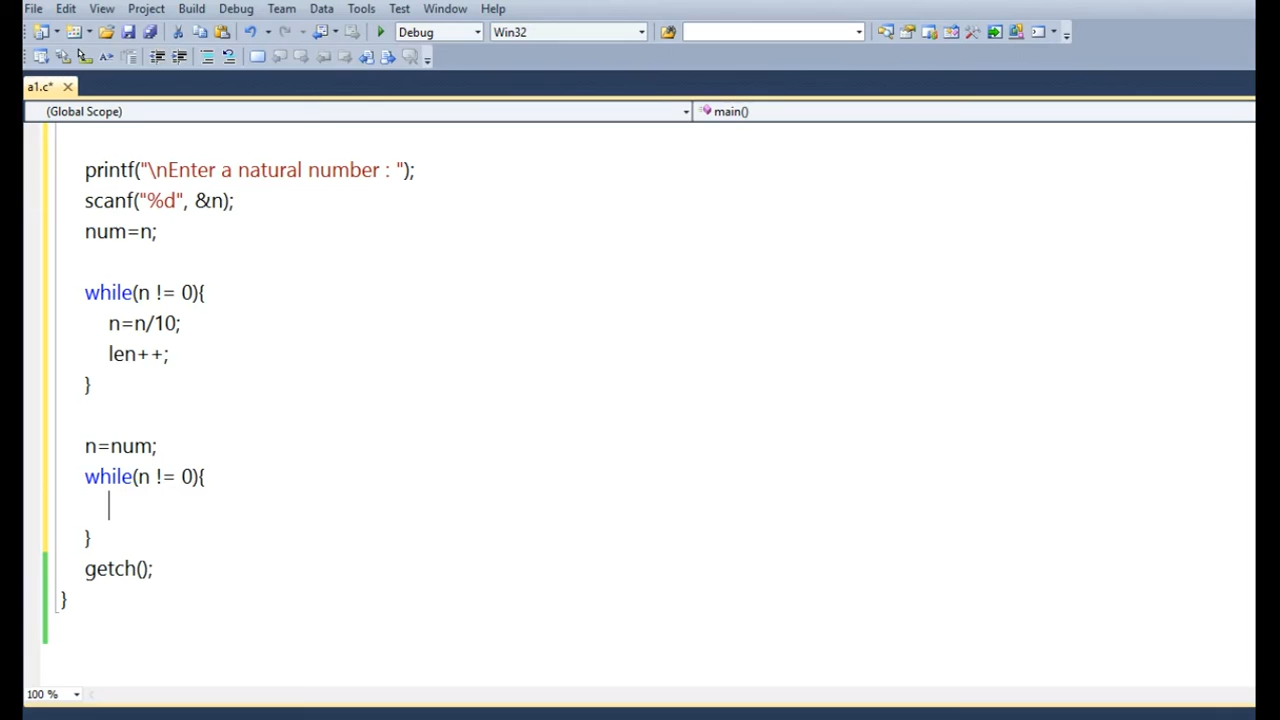 File Edit View Project Build Debug Team Data Tools Test Window Help
Debug Win32
a1.c*
(Global Scope) main()
printf("\nEnter a natural number : ");
scanf("%d", &n);
num=n;
while(n != 0){
n=n/10;
len++;
}
n=num;
while(n != 0){
}
getch();
}
100 %